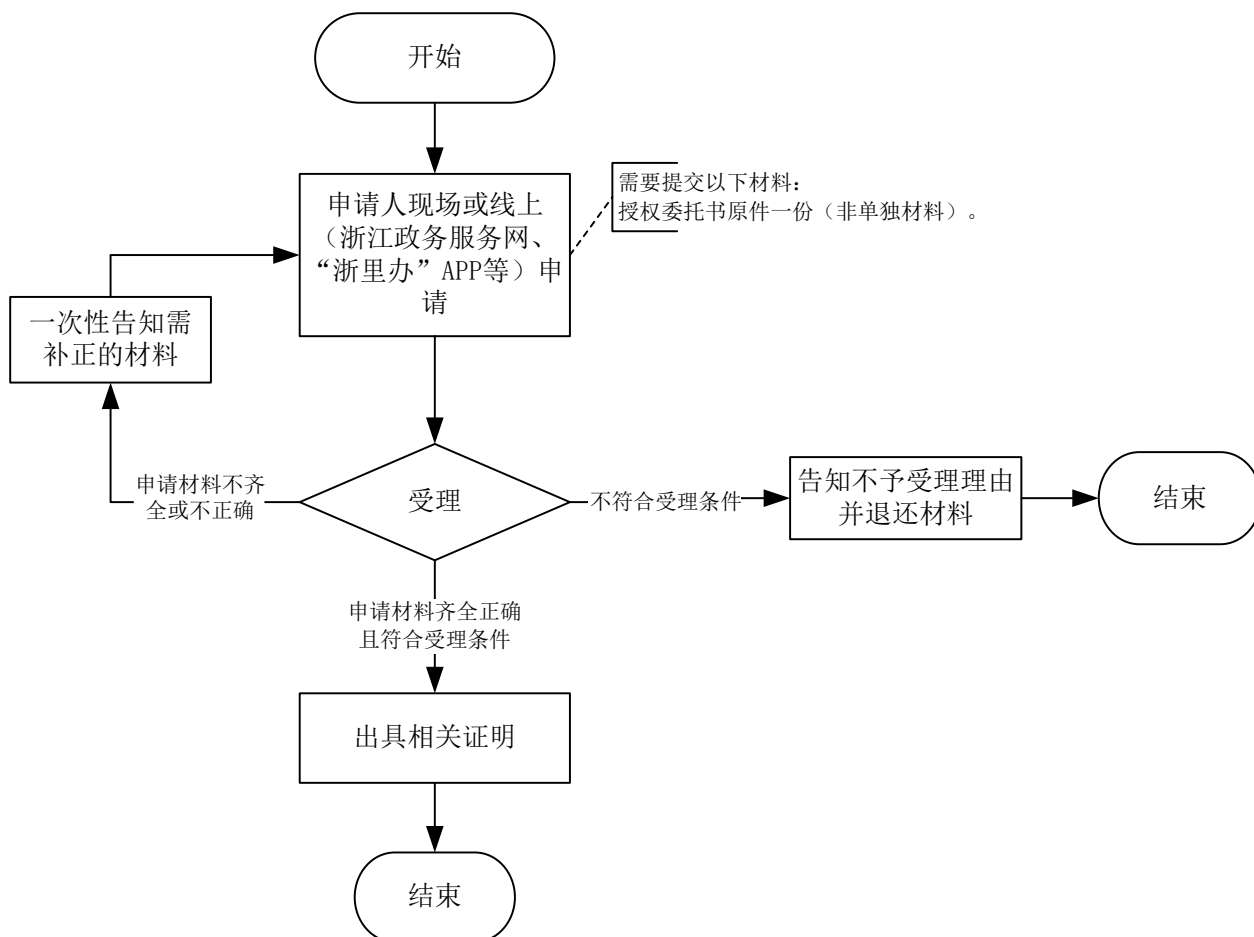 开始
申请人现场或线上
（浙江政务服务网、
“浙里办”APP等）申
请
需要提交以下材料：
授权委托书原件一份（非单独材料）。
一次性告知需
补正的材料
申请材料不齐
全或不正确
受理
不符合受理条件
告知不予受理理由
并退还材料
结束
申请材料齐全正确
且符合受理条件
出具相关证明
结束